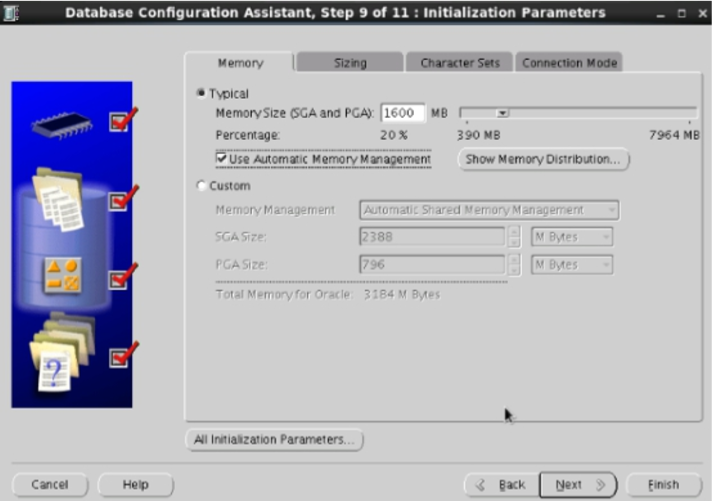 Database Configuration Assistant, Step 9 of 11 : Initialization Parameters
Memory Sizing Character Sets Connection Mode
Typical
Memory Size (SGA and PGA): 1600 MB
Percentage: 20 % 390 MB 7964 MB
Use Automatic Memory Management Show Memory Distribution...
Custom
Memory Management Automatic Shared Memory Management
SGA Size: 2388 M Bytes
PGA Size: 796 M Bytes
Total Memory for Oracle: 3184 M Bytes
?
All Initialization Parameters...
Cancel Help Back Next Finish